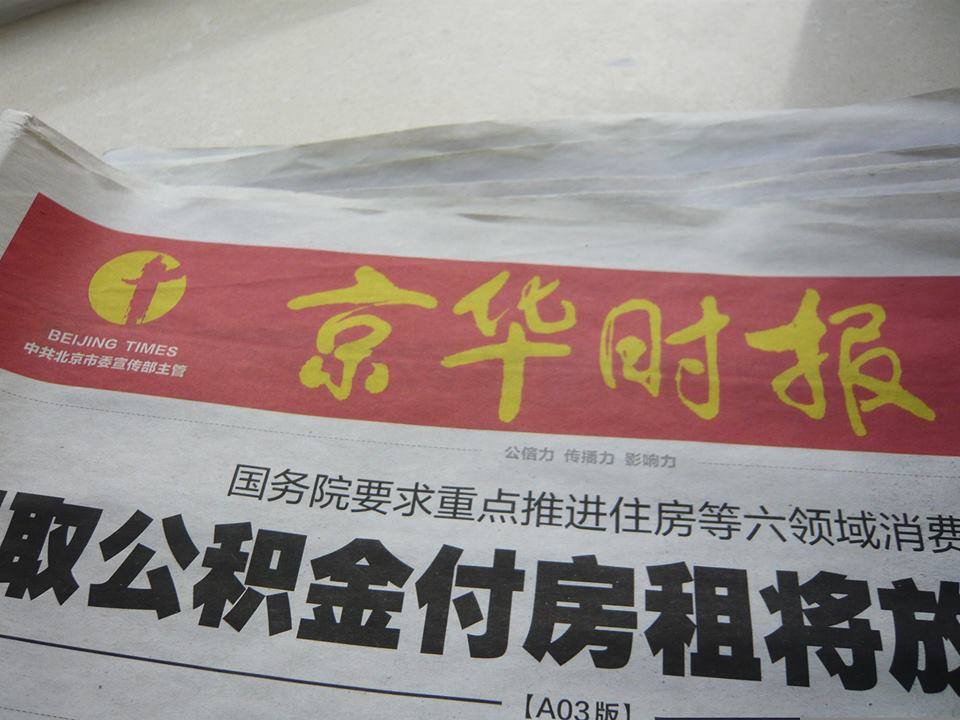 京华时报
BEIJING TIMES
中共北京市委宣传部主管
公信力 传播力 影响力
国务院要求重点推进住房等六领域消费
取公积金付房租将放
【A03版】